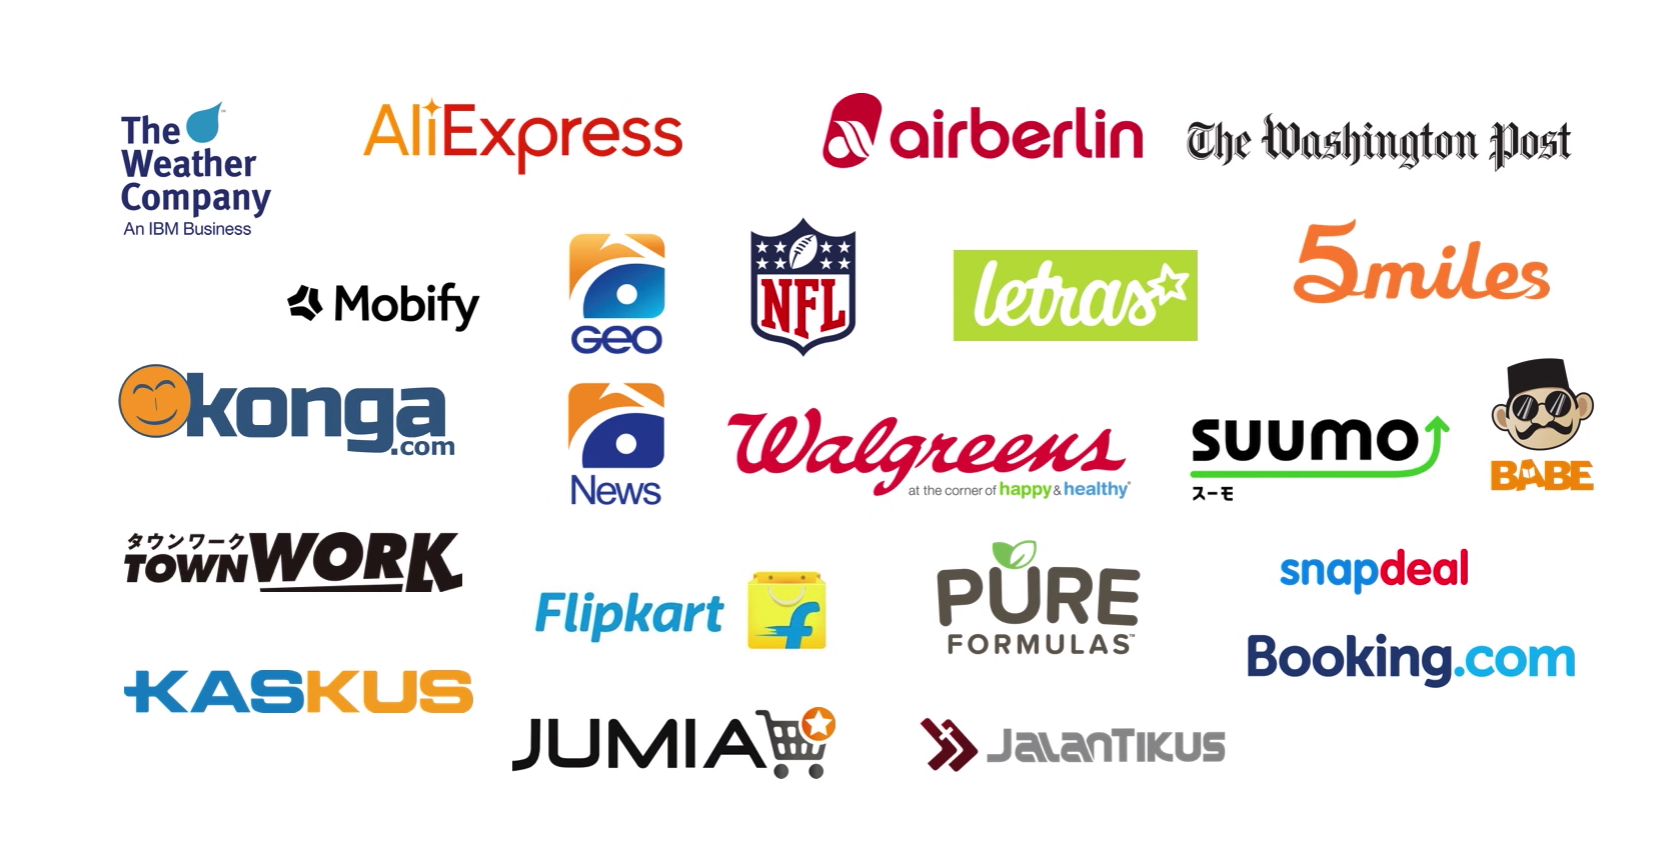 The
Weather
Company
An IBM Business
AliExpress
airberlin
The Washington Post
Mobify
GEO
NFL
letras
5miles
konga
.com
News
Walgreens
at the corner of happy & healthy®
SUUMO
スーモ
BABE
タウンワーク
TOWNWORK
Flipkart
f
PURE
FORMULAS™
snapdeal
Booking.com
KASKUS
JUMIA
JALANTIKUS